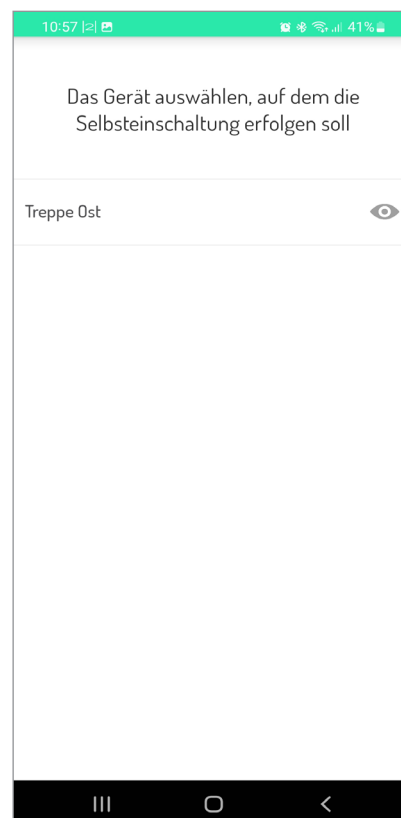 10:57
41%
Das Gerät auswählen, auf dem die
Selbsteinschaltung erfolgen soll
Treppe Ost